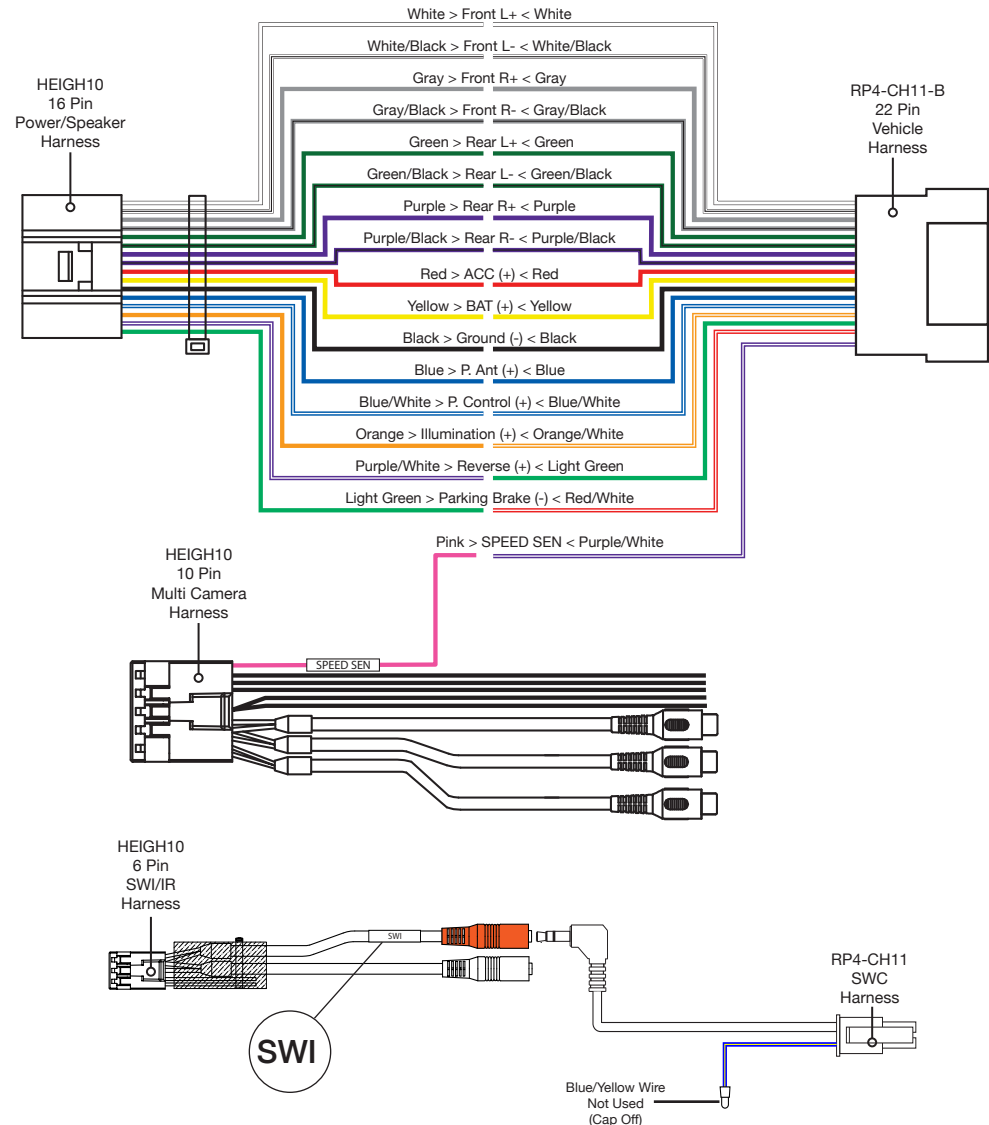 White > Front L+ < White
White/Black > Front L- < White/Black
Gray > Front R+ < Gray
Gray/Black > Front R- < Gray/Black
Green > Rear L+ < Green
Green/Black > Rear L- < Green/Black
Purple > Rear R+ < Purple
Purple/Black > Rear R- < Purple/Black
Red > ACC (+) < Red
Yellow > BAT (+) < Yellow
Black > Ground (-) < Black
Blue > P. Ant (+) < Blue
Blue/White > P. Control (+) < Blue/White
Orange > Illumination (+) < Orange/White
Purple/White > Reverse (+) < Light Green
Light Green > Parking Brake (-) < Red/White
Pink > SPEED SEN < Purple/White
HEIGH10
16 Pin
Power/Speaker
Harness
RP4-CH11-B
22 Pin
Vehicle
Harness
HEIGH10
10 Pin
Multi Camera
Harness
SPEED SEN
HEIGH10
6 Pin
SWI/IR
Harness
SWI
SWI
RP4-CH11
SWC
Harness
Blue/Yellow Wire
Not Used
(Cap Off)